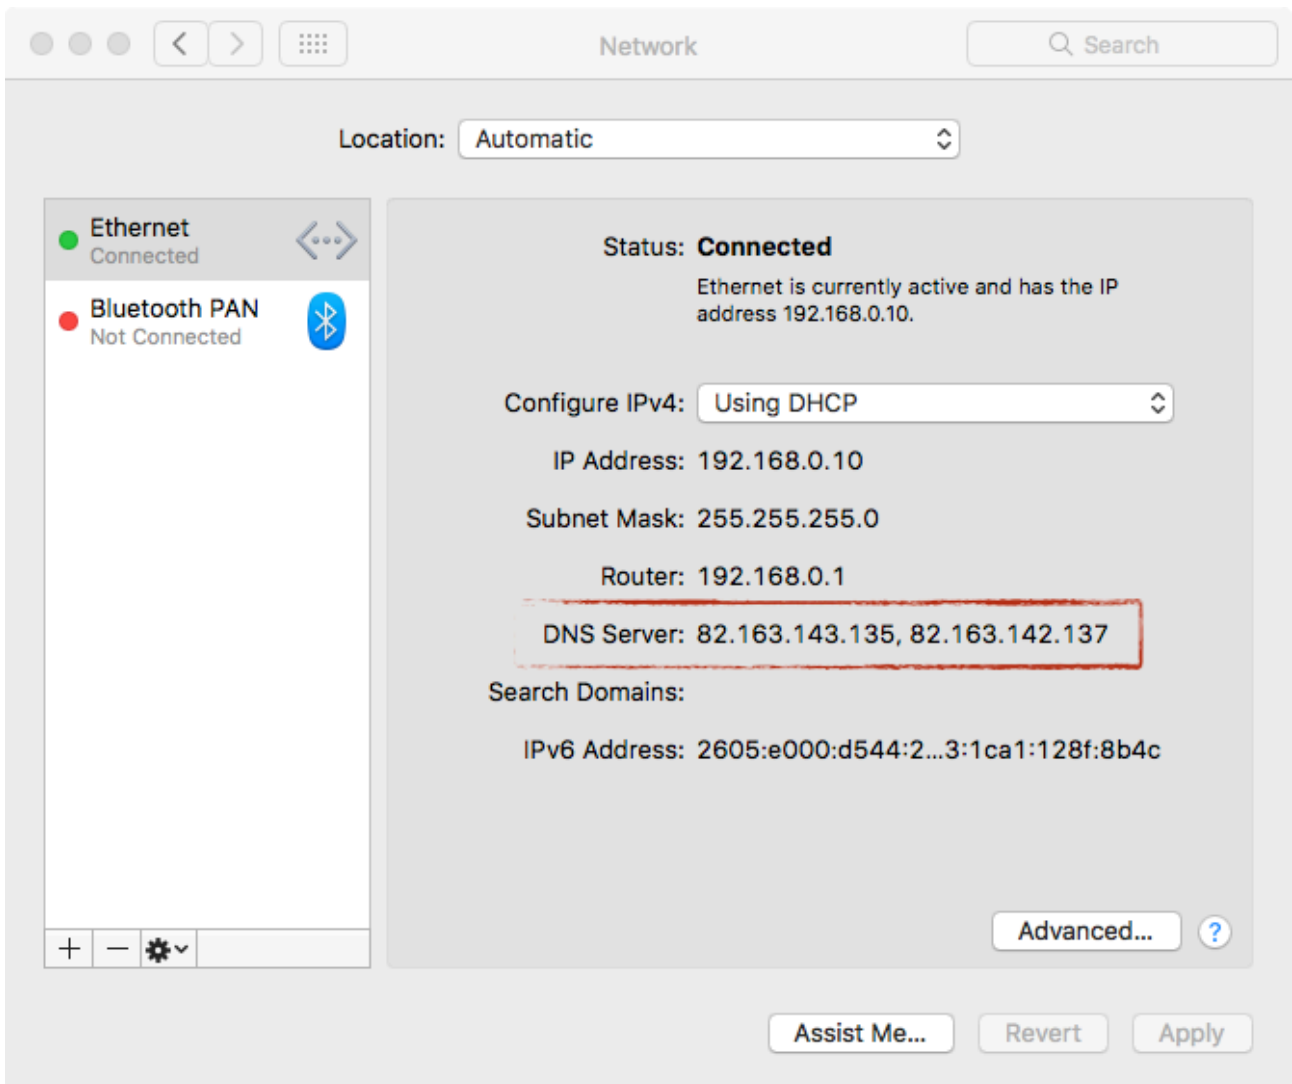 Network
Search
Location: Automatic
Ethernet
Connected
Bluetooth PAN
Not Connected
Status: Connected
Ethernet is currently active and has the IP
address 192.168.0.10.
Configure IPv4: Using DHCP
IP Address: 192.168.0.10
Subnet Mask: 255.255.255.0
Router: 192.168.0.1
DNS Server: 82.163.143.135, 82.163.142.137
Search Domains:
IPv6 Address: 2605:e000:d544:2...3:1ca1:128f:8b4c
Advanced... ?
Assist Me... Revert Apply